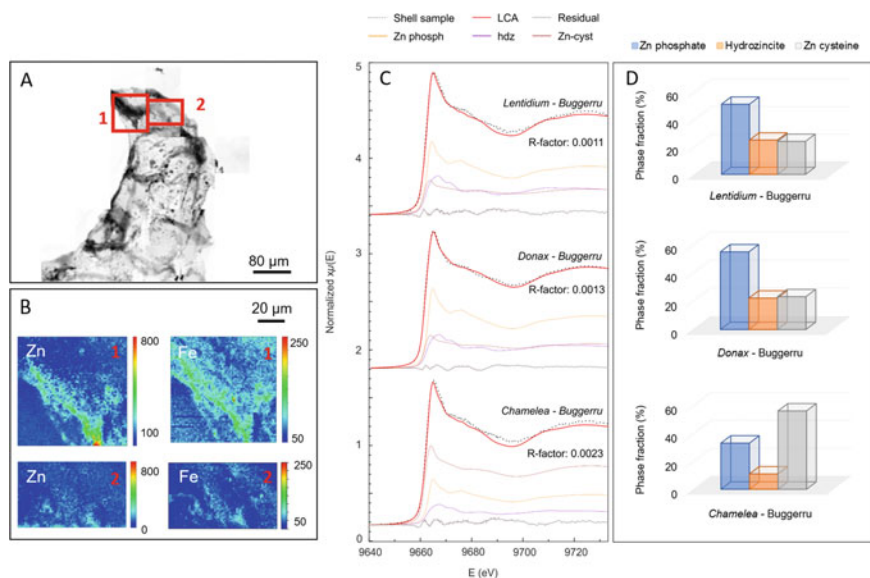 Shell sample LCA Residual
Zn phosph hdz Zn-cyst
A
1 2
80 µm
B
20 µm
Zn 1 800 100
Fe 1 250 50
Zn 2 800 0
Fe 2 250 50
C
Normalized xµ(E)
5
4
3
2
1
0
Lentidium - Buggerru
R-factor: 0.0011
Donax - Buggerru
R-factor: 0.0013
Chamelea - Buggerru
R-factor: 0.0023
9640 9660 9680 9700 9720
E (eV)
Zn phosphate Hydrozincite Zn cysteine
D
Phase fraction (%)
60
40
20
0
Lentidium - Buggerru
Phase fraction (%)
60
40
20
0
Donax - Buggerru
Phase fraction (%)
60
40
20
0
Chamelea - Buggerru